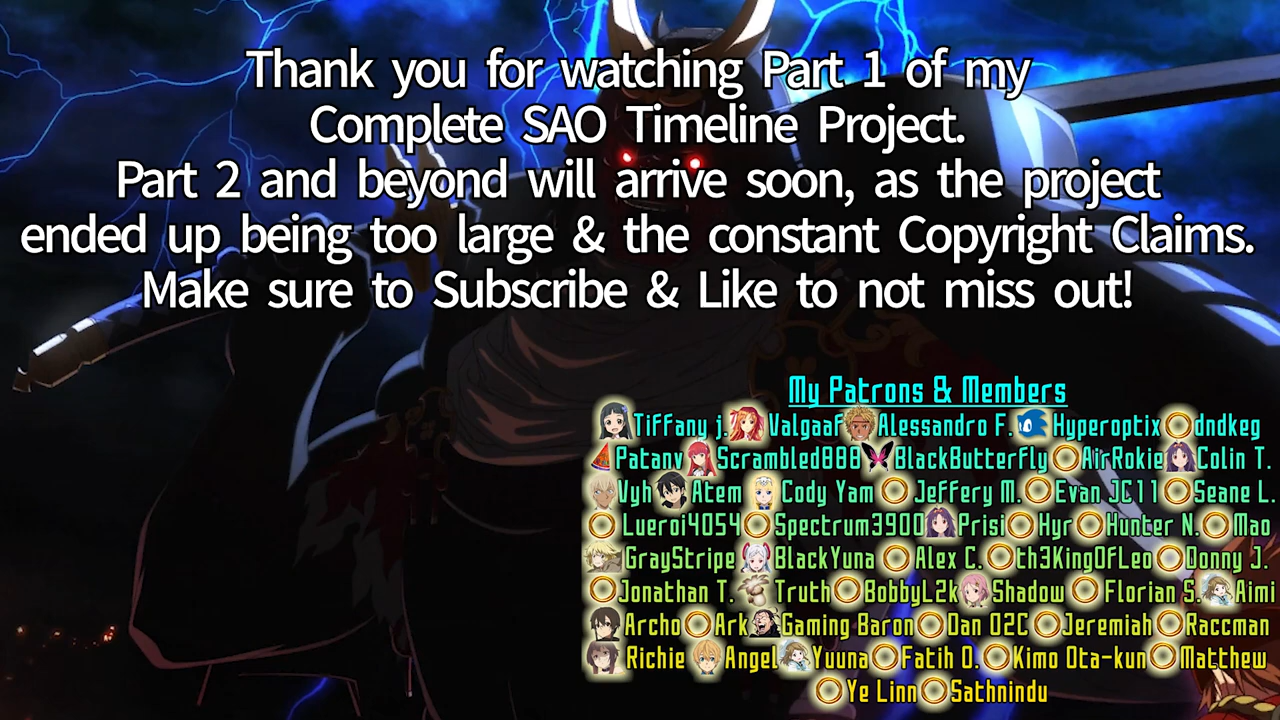 Thank you for watching Part 1 of my
Complete SAO Timeline Project.
Part 2 and beyond will arrive soon, as the project
ended up being too large & the constant Copyright Claims.
Make sure to Subscribe & Like to not miss out!
My Patrons & Members
Tiffany j. Valgaaf Alessandro F. Hyperoptix dndkeg
Patanv Scrambled888 BlackButterfly AirRokie Colin T.
Vyh Atem Cody Yam Jeffery M. Evan JC11 Seane L.
Lueroi4054 Spectrum3900 Prisi Hyr Hunter N. Mao
GrayStripe BlackYuna Alex C. th3KingOfLeo Donny J.
Jonathan T. Truth BobbyL2k Shadow Florian S. Aimi
Archo Ark Gaming Baron Dan O2C Jeremiah Raccman
Richie Angel Yuuna Fatih O. Kimo Ota-kun Matthew
Ye Linn Sathnindu